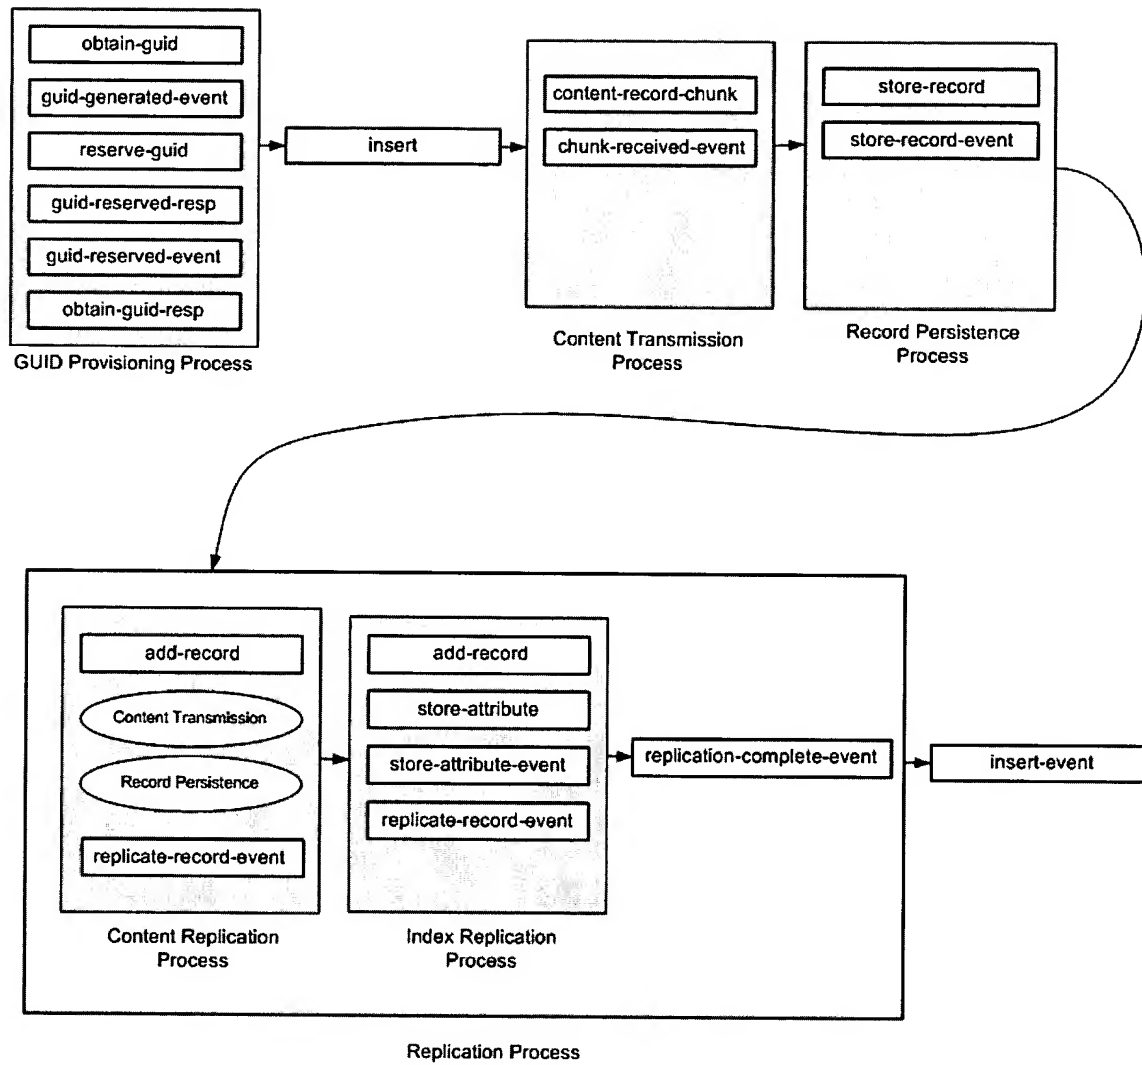 obtain-guid
guid-generated-event
reserve-guid
guid-reserved-resp
guid-reserved-event
obtain-guid-resp
GUID Provisioning Process
insert
content-record-chunk
chunk-received-event
Content Transmission
Process
store-record
store-record-event
Record Persistence
Process
add-record
Content Transmission
Record Persistence
replicate-record-event
Content Replication
Process
add-record
store-attribute
store-attribute-event
replicate-record-event
Index Replication
Process
replication-complete-event
insert-event
Replication Process